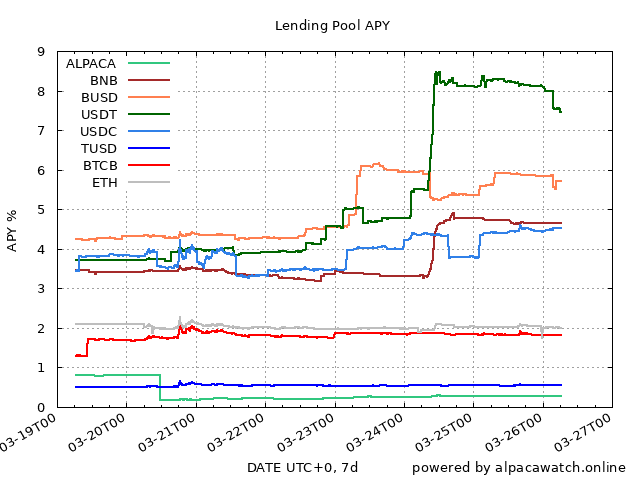 Lending Pool APY
9
8
7
6
5
4
3
2
1
0
APY %
ALPACA
BNB
BUSD
USDT
USDC
TUSD
BTCB
ETH
03-19T00
03-20T00
03-21T00
03-22T00
03-23T00
03-24T00
03-25T00
03-26T00
03-27T00
DATE UTC+0, 7d
powered by alpacawatch.online